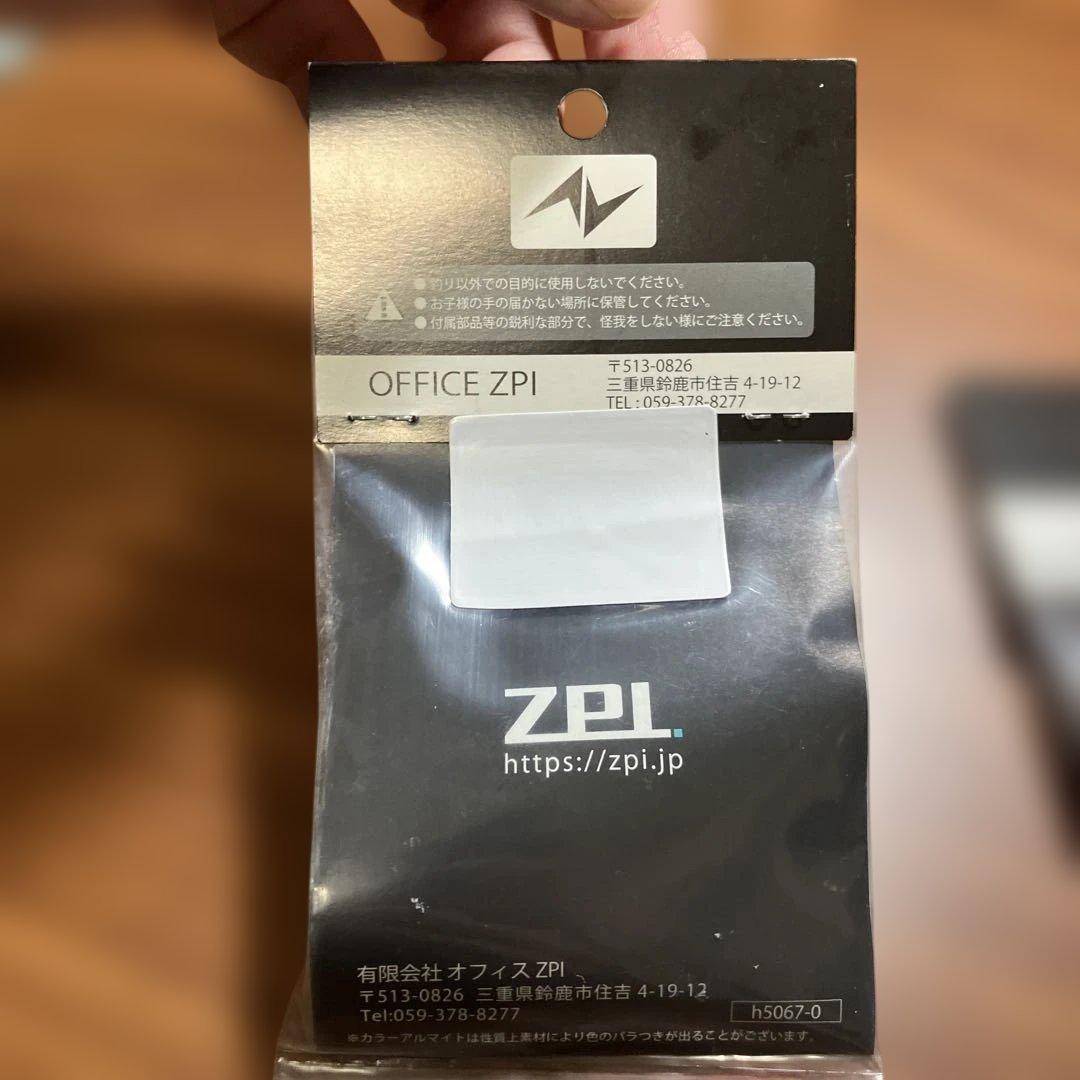 ● 釣り以外での目的に使用しないでください。
● お子様の手の届かない場所に保管してください。
● 付属部品等の鋭利な部分で、怪我をしない様にご注意ください。
OFFICE ZPI
〒513-0826
三重県鈴鹿市住吉 4-19-12
TEL : 059-378-8277
ZPI.
https://zpi.jp
有限会社 オフィス ZPI
〒513-0826 三重県鈴鹿市住吉 4-19-12
Tel:059-378-8277
h5067-0
※カラーアルマイトは性質上素材により色のバラつきが出ることがございます。